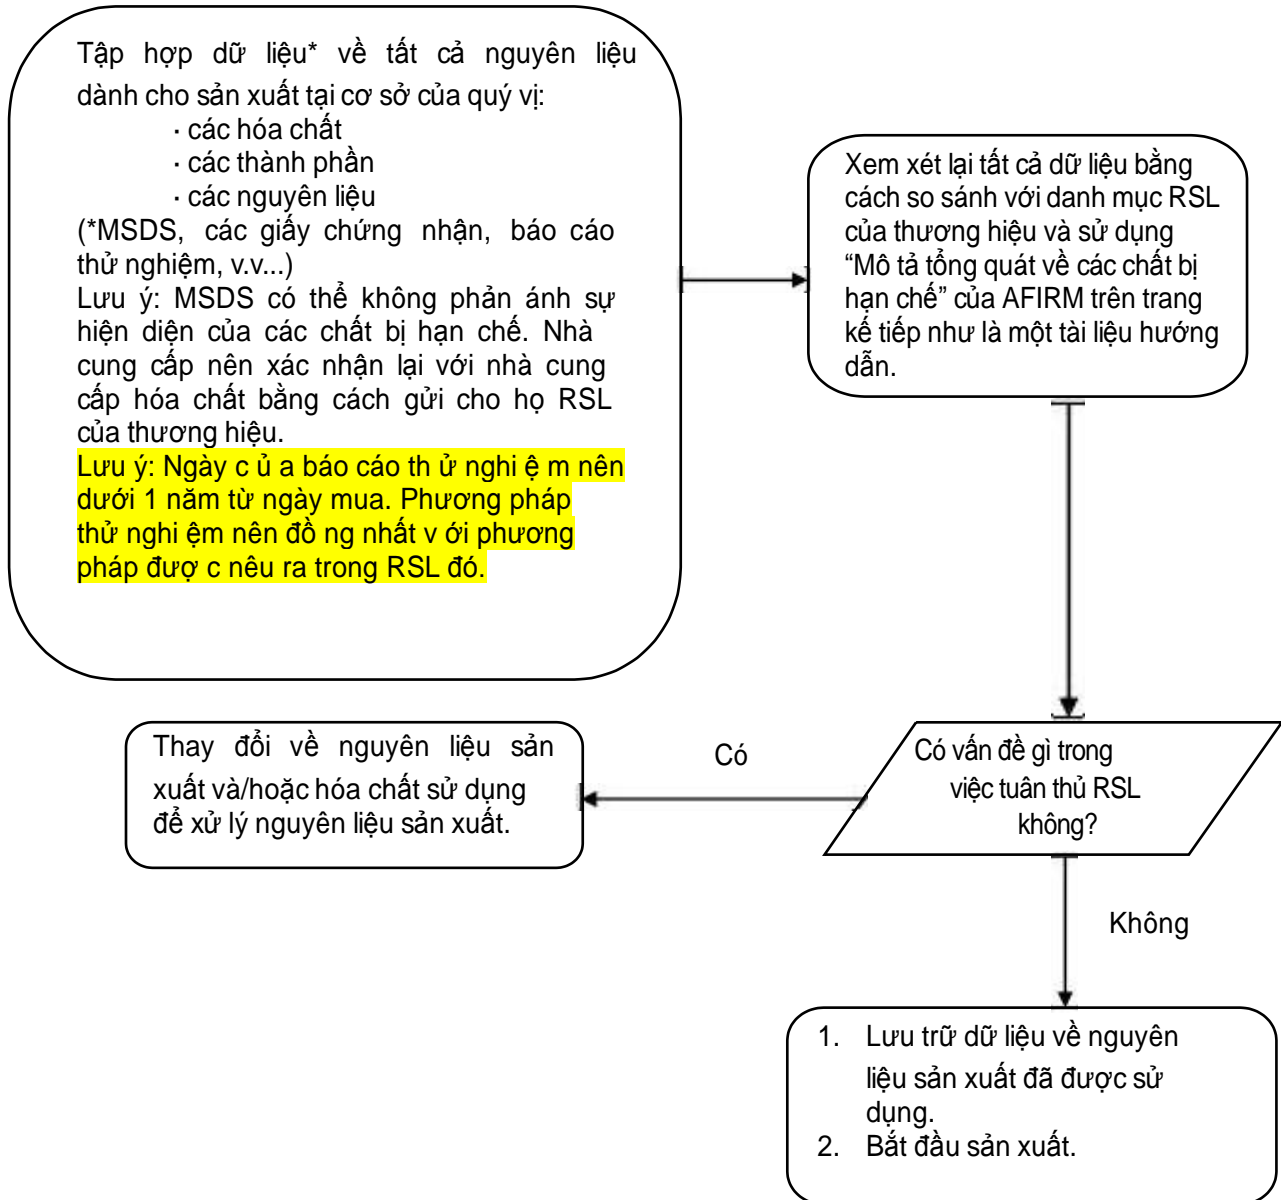 Tập hợp dữ liệu* về tất cả nguyên liệu
dành cho sản xuất tại cơ sở của quý vị:
· các hóa chất
· các thành phần
· các nguyên liệu
(*MSDS, các giấy chứng nhận, báo cáo
thử nghiệm, v.v...)
Lưu ý: MSDS có thể không phản ánh sự
hiện diện của các chất bị hạn chế. Nhà
cung cấp nên xác nhận lại với nhà cung
cấp hóa chất bằng cách gửi cho họ RSL
của thương hiệu.
Lưu ý: Ngày c ủ a báo cáo th ử nghi ệ m nên
dưới 1 năm từ ngày mua. Phương pháp
thử nghi ệm nên đồ ng nhất v ới phương
pháp đượ c nêu ra trong RSL đó.
Xem xét lại tất cả dữ liệu bằng
cách so sánh với danh mục RSL
của thương hiệu và sử dụng
“Mô tả tổng quát về các chất bị
hạn chế” của AFIRM trên trang
kế tiếp như là một tài liệu hướng
dẫn.
Có vấn đề gì trong
việc tuân thủ RSL
không?
Có
Thay đổi về nguyên liệu sản
xuất và/hoặc hóa chất sử dụng
để xử lý nguyên liệu sản xuất.
Không
1. Lưu trữ dữ liệu về nguyên
liệu sản xuất đã được sử
dụng.
2. Bắt đầu sản xuất.